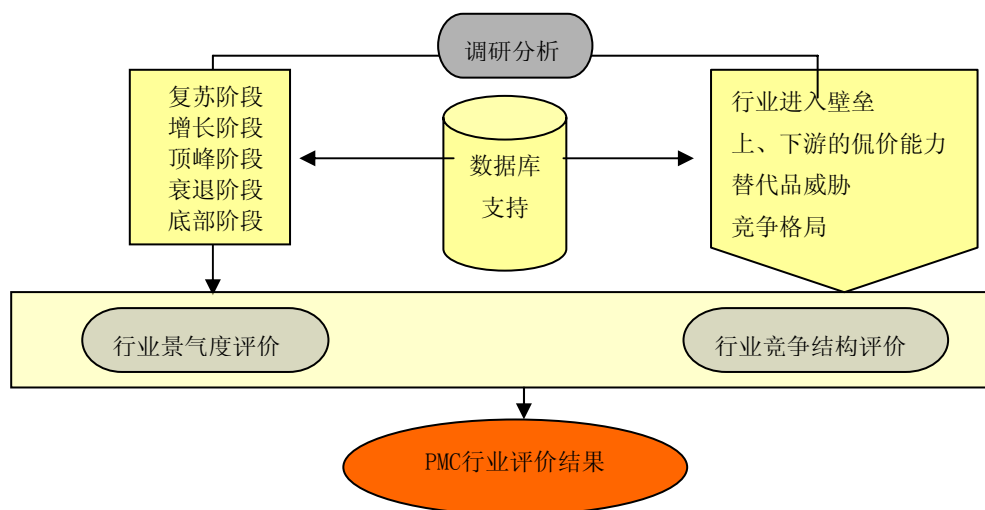 调研分析
复苏阶段
增长阶段
顶峰阶段
衰退阶段
底部阶段
数据库
支持
行业进入壁垒
上、下游的侃价能力
替代品威胁
竞争格局
行业景气度评价
行业竞争结构评价
PMC行业评价结果